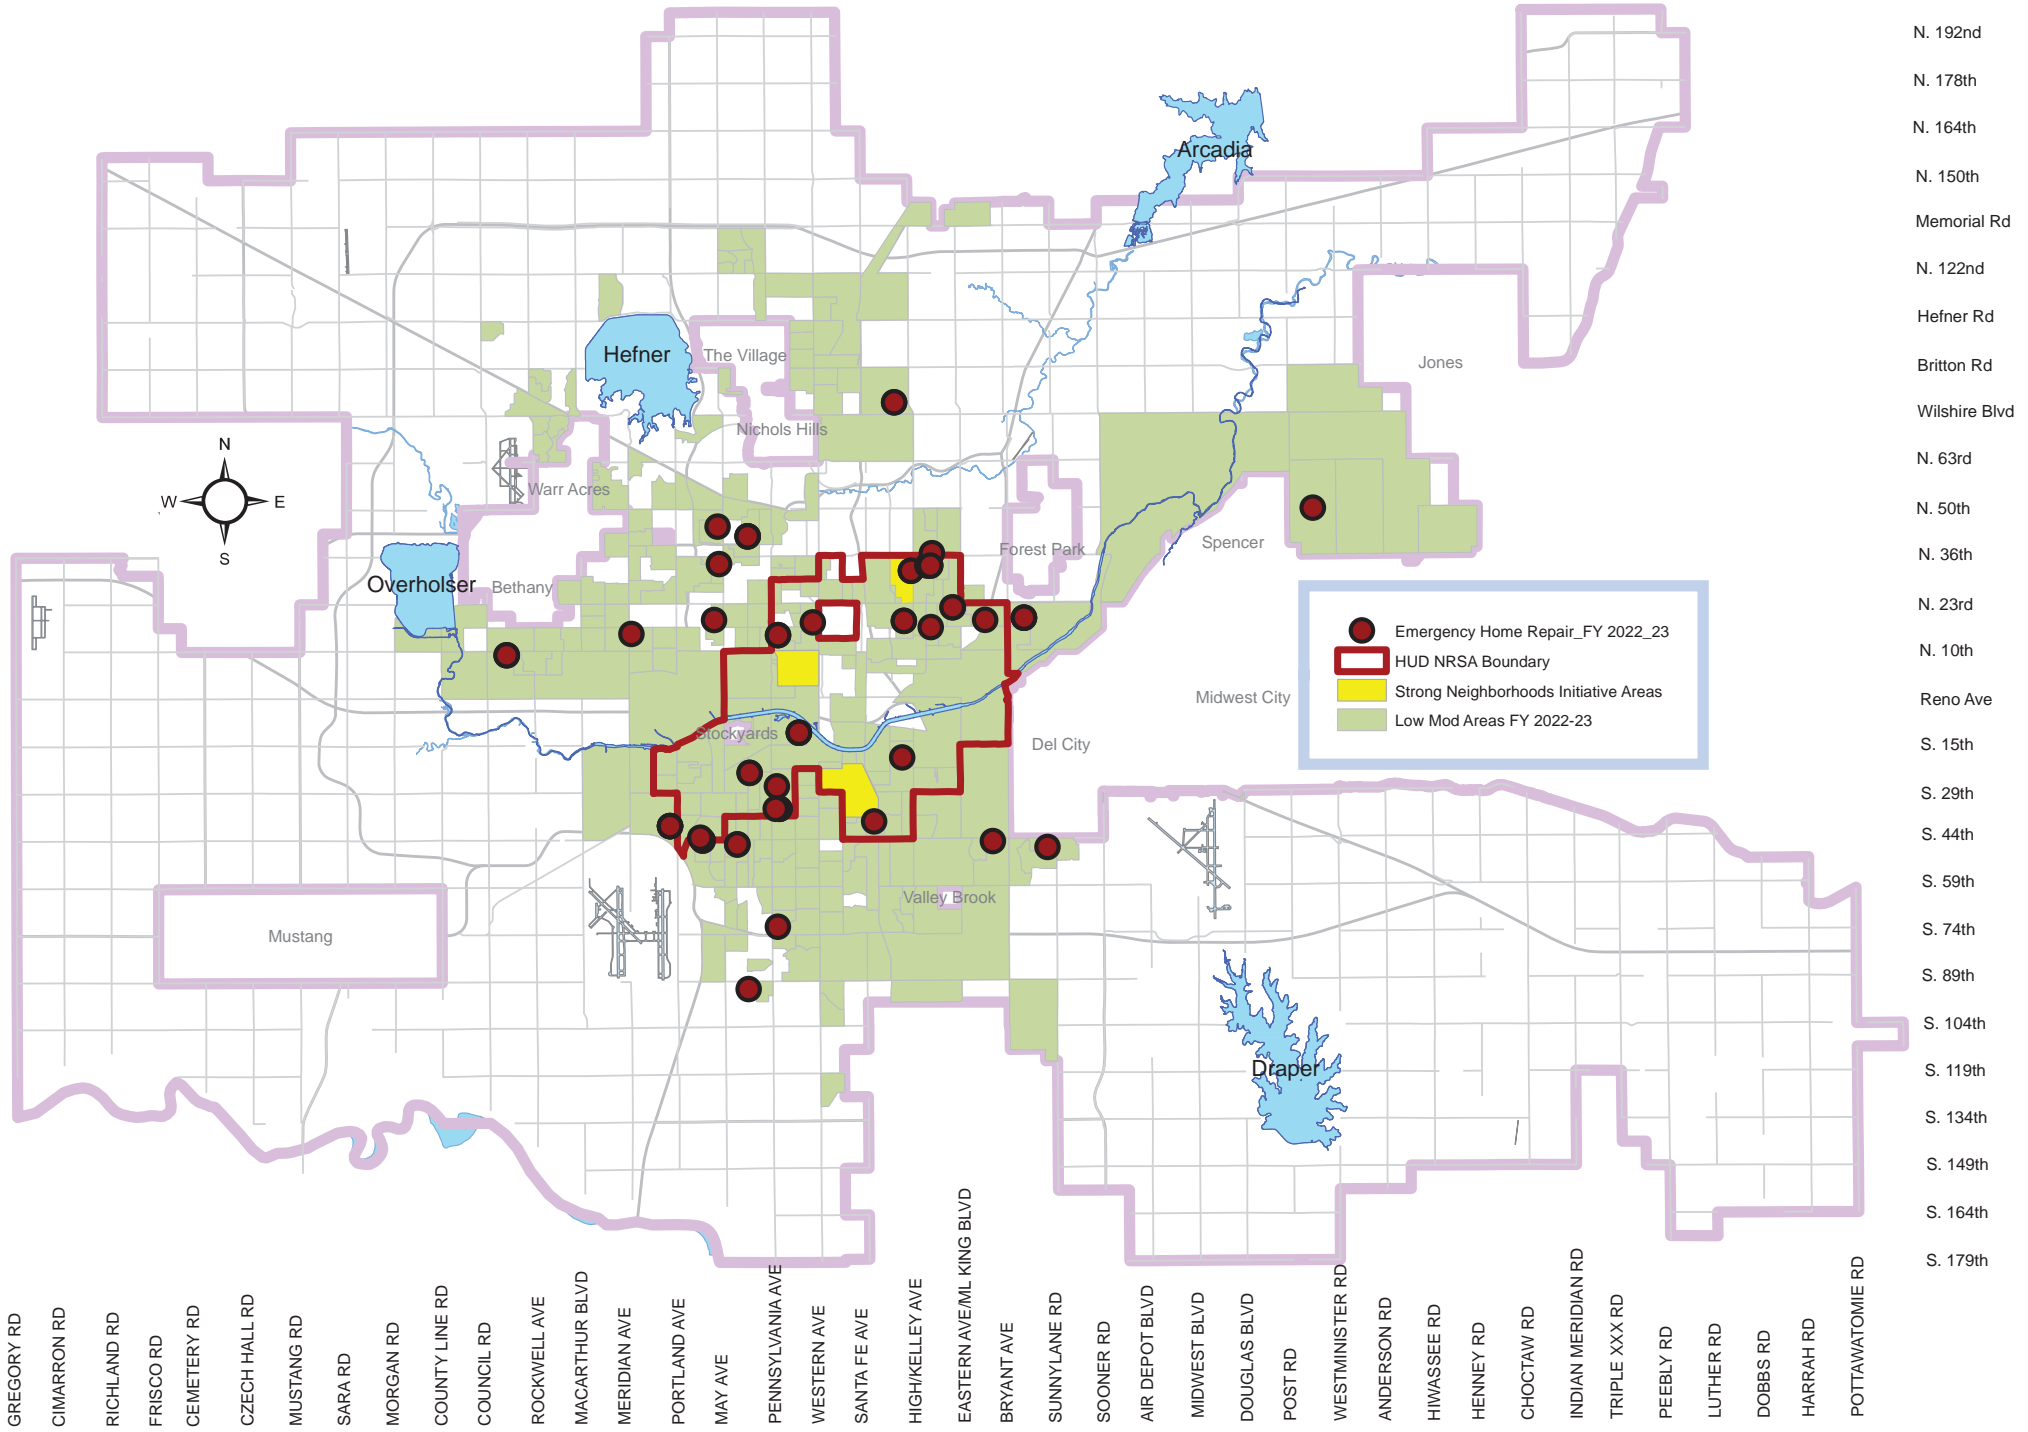 N. 192nd
N. 178th
N. 164th
N. 150th
Memorial Rd
N. 122nd
Hefner Rd
Britton Rd
Wilshire Blvd
N. 63rd
N. 50th
N. 36th
N. 23rd
N. 10th
Reno Ave
S. 15th
S. 29th
S. 44th
S. 59th
S. 74th
S. 89th
S. 104th
S. 119th
S. 134th
S. 149th
S. 164th
S. 179th
Arcadia
Hefner
The Village
Jones
Nichols Hills
N
W
E
S
Warr Acres
Forest Park
Spencer
Overholser
Bethany
Emergency Home Repair_FY 2022_23
HUD NRSA Boundary
Strong Neighborhoods Initiative Areas
Low Mod Areas FY 2022-23
Midwest City
Stockyards
Del City
Valley Brook
Mustang
Draper
GREGORY RD
CIMARRON RD
RICHLAND RD
FRISCO RD
CEMETERY RD
CZECH HALL RD
MUSTANG RD
SARA RD
MORGAN RD
COUNTY LINE RD
COUNCIL RD
ROCKWELL AVE
MACARTHUR BLVD
MERIDIAN AVE
PORTLAND AVE
MAY AVE
PENNSYLVANIA AVE
WESTERN AVE
SANTA FE AVE
HIGH/KELLEY AVE
EASTERN AVE/ML KING BLVD
BRYANT AVE
SUNNYLANE RD
SOONER RD
AIR DEPOT BLVD
MIDWEST BLVD
DOUGLAS BLVD
POST RD
WESTMINISTER RD
ANDERSON RD
HIWASSEE RD
HENNEY RD
CHOCTAW RD
INDIAN MERIDIAN RD
TRIPLE XXX RD
PEEBLY RD
LUTHER RD
DOBBS RD
HARRAH RD
POTTAWATOMIE RD